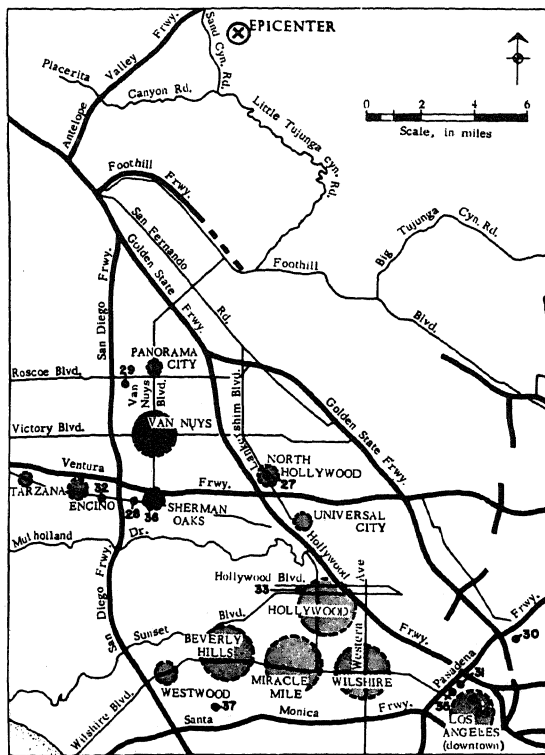 EPICENTER
Sand Cyn. Rd.
Antelope Valley Frwy.
Placerita Canyon Rd.
Little Tujunga cyn. Rd.
0 2 4 6
Scale, in miles
Foothill Frwy.
San Fernando Rd.
Golden State Frwy.
Big Tujunga Cyn. Rd.
Foothill Blvd.
San Diego Frwy.
PANORAMA
CITY
Roscoe Blvd.
29
Van Nuys Blvd.
VAN NUYS
Victory Blvd.
Lankershim Blvd.
Golden State Frwy.
NORTH
HOLLYWOOD
27
Ventura Frwy.
TARZANA
32
ENCINO
28
36
SHERMAN
OAKS
UNIVERSAL
CITY
Mulholland Dr.
Hollywood Frwy.
San Diego Frwy.
Hollywood Blvd.
33
HOLLYWOOD
Western Ave
Sunset Blvd.
BEVERLY
HILLS
WESTWOOD
37
MIRACLE
MILE
WILSHIRE
Wilshire Blvd.
Santa Monica Frwy.
Pasadena Frwy.
30
31
35
LOS
ANGELES
(downtown)